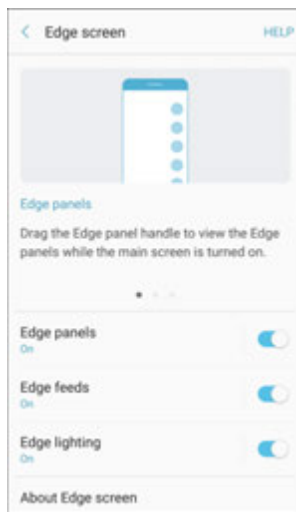 Edge screen HELP
Edge panels
Drag the Edge panel handle to view the Edge
panels while the main screen is turned on.
Edge panels
On
Edge feeds
On
Edge lighting
On
About Edge screen